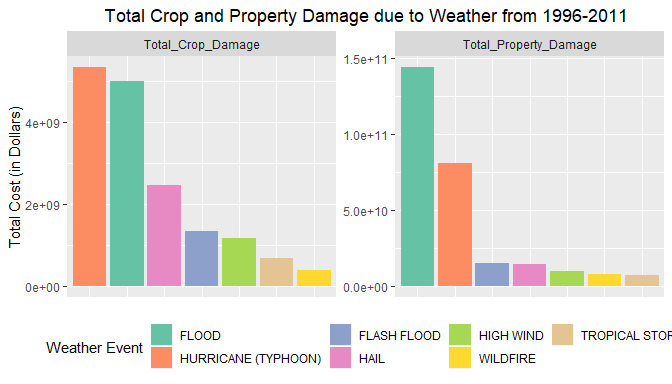 Total Crop and Property Damage due to Weather from 1996-2011
Total_Crop_Damage
Total_Property_Damage
Total Cost (in Dollars)
4e+09
2e+09
0e+00
1.5e+11
1.0e+11
5.0e+10
0.0e+00
Weather Event
FLOOD
HURRICANE (TYPHOON)
FLASH FLOOD
HAIL
HIGH WIND
WILDFIRE
TROPICAL STOR